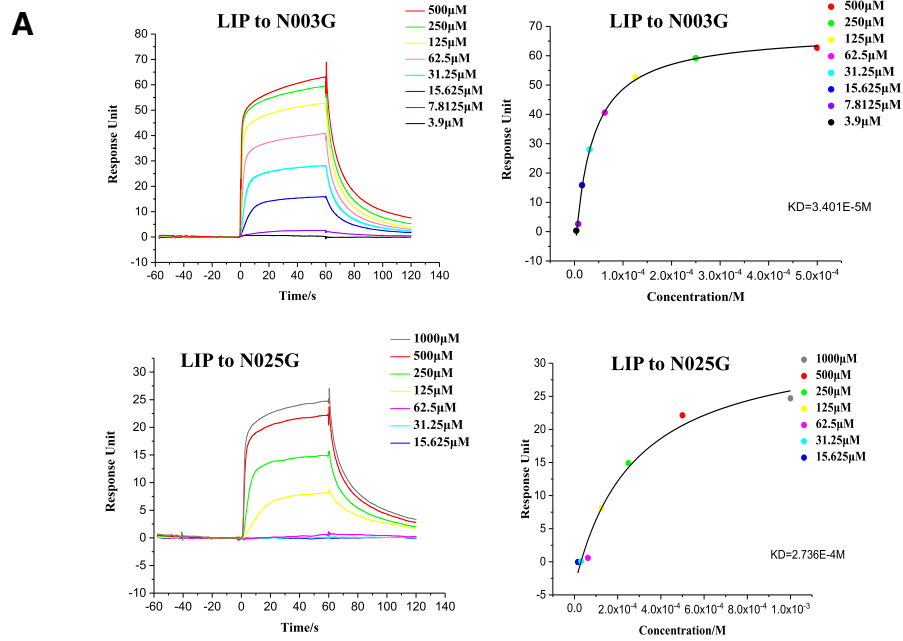 A
LIP to N003G
500µM
250µM
125µM
62.5µM
31.25µM
15.625µM
7.8125µM
3.9µM
80
70
60
50
40
30
20
10
0
-10
Response Unit
-60 -40 -20 0 20 40 60 80 100 120 140
Time/s
LIP to N003G
500µM
250µM
125µM
62.5µM
31.25µM
15.625µM
7.8125µM
3.9µM
70
60
50
40
30
20
10
0
-10
Response Unit
KD=3.401E-5M
0.0 1.0x10⁻⁴ 2.0x10⁻⁴ 3.0x10⁻⁴ 4.0x10⁻⁴ 5.0x10⁻⁴
Concentration/M
LIP to N025G
1000µM
500µM
250µM
125µM
62.5µM
31.25µM
15.625µM
30
25
20
15
10
5
0
-5
-10
Response Unit
-60 -40 -20 0 20 40 60 80 100 120 140
Time/s
LIP to N025G
1000µM
500µM
250µM
125µM
62.5µM
31.25µM
15.625µM
30
25
20
15
10
5
0
-5
Response Unit
KD=2.736E-4M
0.0 2.0x10⁻⁴ 4.0x10⁻⁴ 6.0x10⁻⁴ 8.0x10⁻⁴ 1.0x10⁻³
Concentration/M